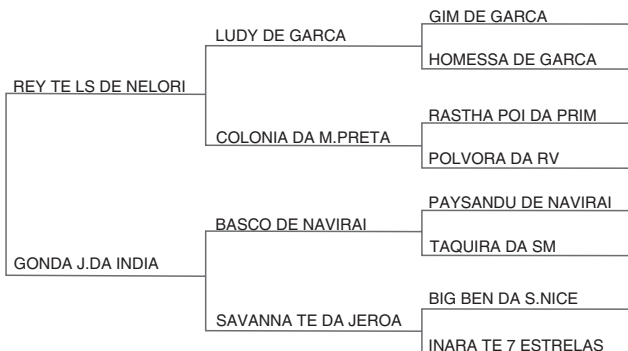 GIM DE GARCA
LUDY DE GARCA
HOMESSA DE GARCA
REY TE LS DE NELORI
RASTHA POI DA PRIM
COLONIA DA M.PRETA
POLVORA DA RV
PAYSANDU DE NAVIRAI
BASCO DE NAVIRAI
TAQUIRA DA SM
GONDA J.DA INDIA
BIG BEN DA S.NICE
SAVANNA TE DA JEROA
INARA TE 7 ESTRELAS